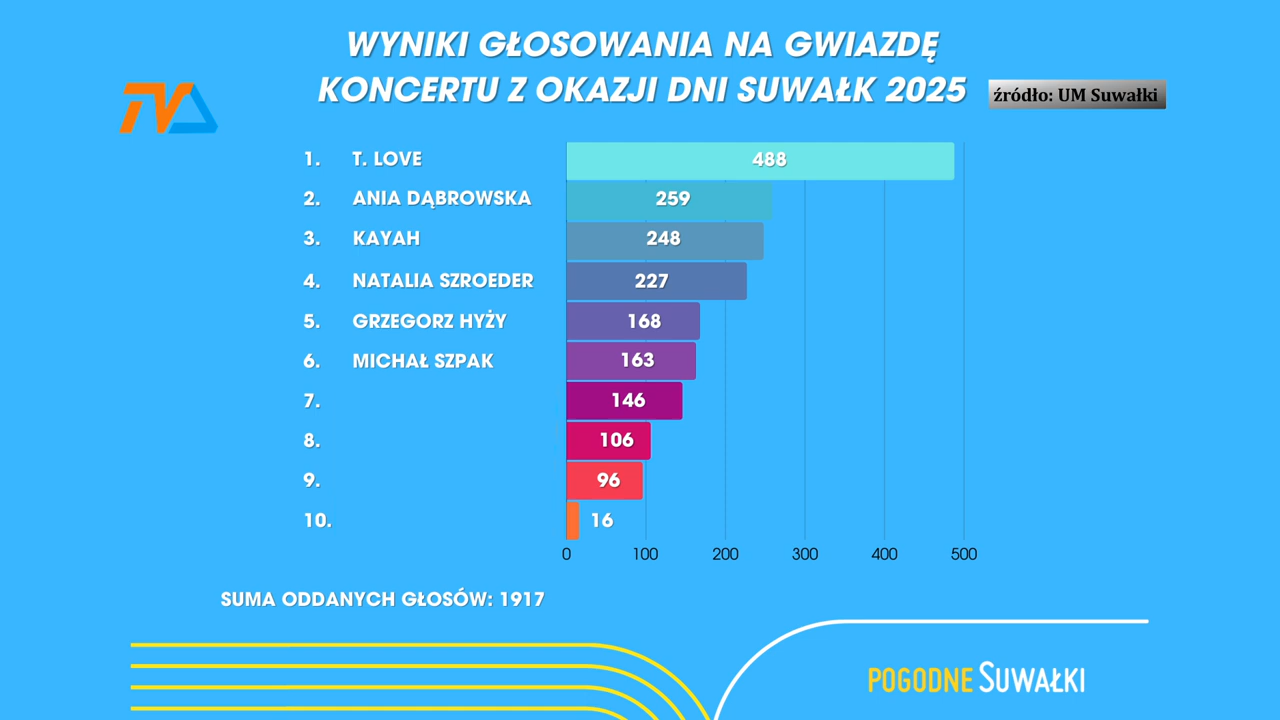 WYNIKI GŁOSOWANIA NA GWIAZDĘ
KONCERTU Z OKAZJI DNI SUWAŁK 2025
źródło: UM Suwałki
TVA
1. T. LOVE 488
2. ANIA DĄBROWSKA 259
3. KAYAH 248
4. NATALIA SZROEDER 227
5. GRZEGORZ HYŻY 168
6. MICHAŁ SZPAK 163
7. 146
8. 106
9. 96
10. 16
0 100 200 300 400 500
SUMA ODDANYCH GŁOSÓW: 1917
POGODNE SUWAŁKI